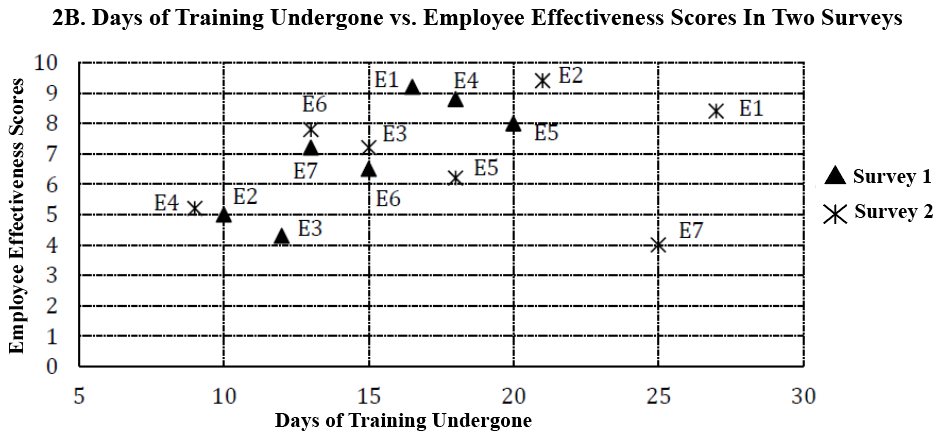 2B. Days of Training Undergone vs. Employee Effectiveness Scores In Two Surveys
Employee Effectiveness Scores
10
9
8
7
6
5
4
3
2
1
0
E1
E4
E2
E1
E6
E3
E5
E7
E6
E5
E4
E2
E3
E7
5
10
15
20
25
30
Days of Training Undergone
Survey 1
Survey 2